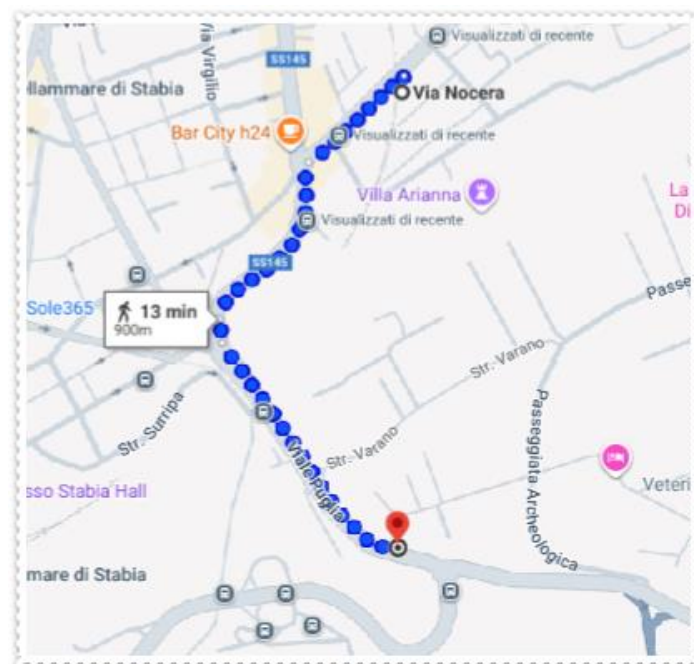 Visualizzati di recente
Via Virgilio
SS145
llammare di Stabia
Via Nocera
Bar City h24
Visualizzati di recente
Villa Arianna
La
Di
Visualizzati di recente
SS145
Passe
Sole365
13 min
900m
Str. Varano
Str. Surripa
Passeggiata Archeologica
Str. Varano
Viale Puglia
Veteri
sso Stabia Hall
mare di Stabia